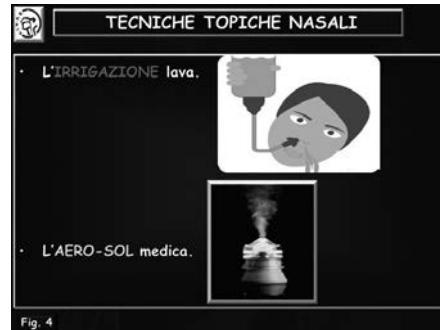 TECNICHE TOPICHE NASALI
• L'IRRIGAZIONE lava.
• L'AERO-SOL medica.
Fig. 4